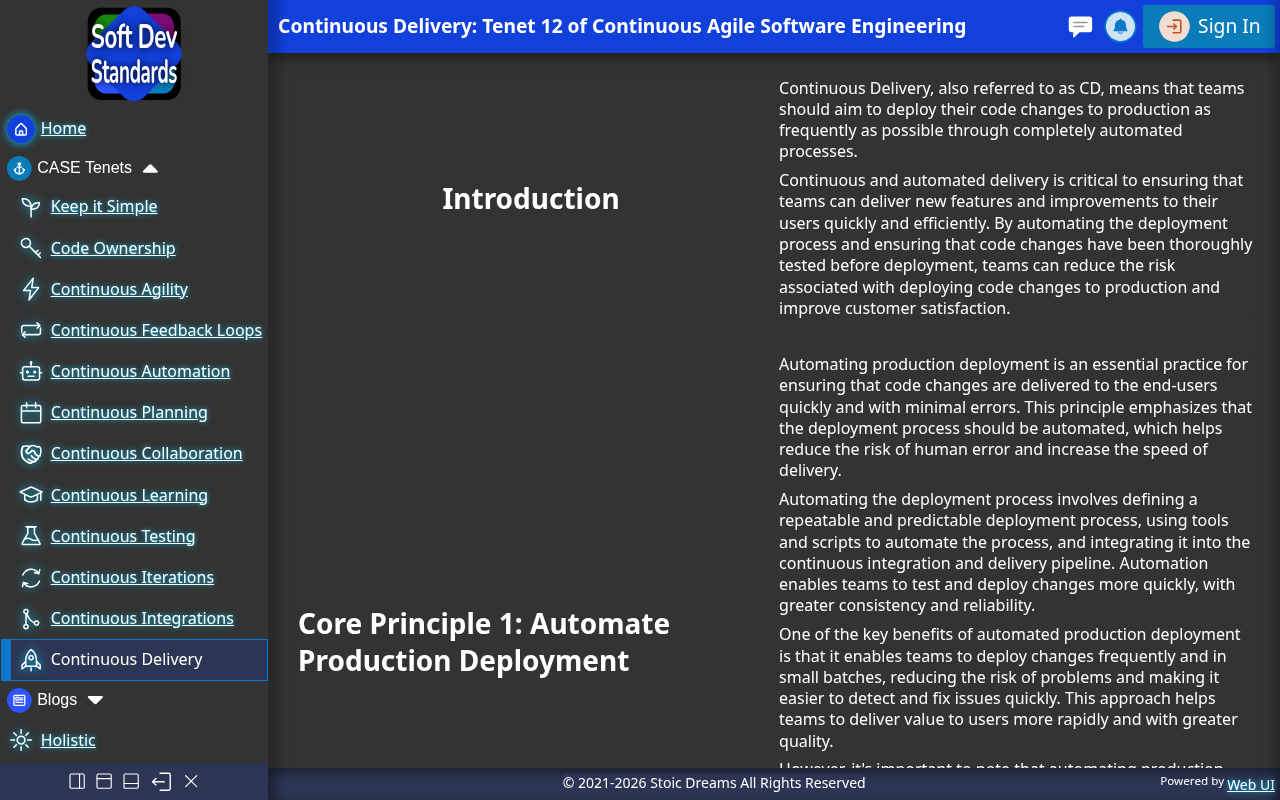 Soft Dev
Standards
Home
CASE Tenets
Keep it Simple
Code Ownership
Continuous Agility
Continuous Feedback Loops
Continuous Automation
Continuous Planning
Continuous Collaboration
Continuous Learning
Continuous Testing
Continuous Iterations
Continuous Integrations
Continuous Delivery
Blogs
Holistic
Continuous Delivery: Tenet 12 of Continuous Agile Software Engineering
Sign In
Introduction
Continuous Delivery, also referred to as CD, means that teams
should aim to deploy their code changes to production as
frequently as possible through completely automated
processes.
Continuous and automated delivery is critical to ensuring that
teams can deliver new features and improvements to their
users quickly and efficiently. By automating the deployment
process and ensuring that code changes have been thoroughly
tested before deployment, teams can reduce the risk
associated with deploying code changes to production and
improve customer satisfaction.
Core Principle 1: Automate
Production Deployment
Automating production deployment is an essential practice for
ensuring that code changes are delivered to the end-users
quickly and with minimal errors. This principle emphasizes that
the deployment process should be automated, which helps
reduce the risk of human error and increase the speed of
delivery.
Automating the deployment process involves defining a
repeatable and predictable deployment process, using tools
and scripts to automate the process, and integrating it into the
continuous integration and delivery pipeline. Automation
enables teams to test and deploy changes more quickly, with
greater consistency and reliability.
One of the key benefits of automated production deployment
is that it enables teams to deploy changes frequently and in
small batches, reducing the risk of problems and making it
easier to detect and fix issues quickly. This approach helps
teams to deliver value to users more rapidly and with greater
quality.
However, it's important to note that automating production
© 2021-2026 Stoic Dreams All Rights Reserved
Powered by Web UI